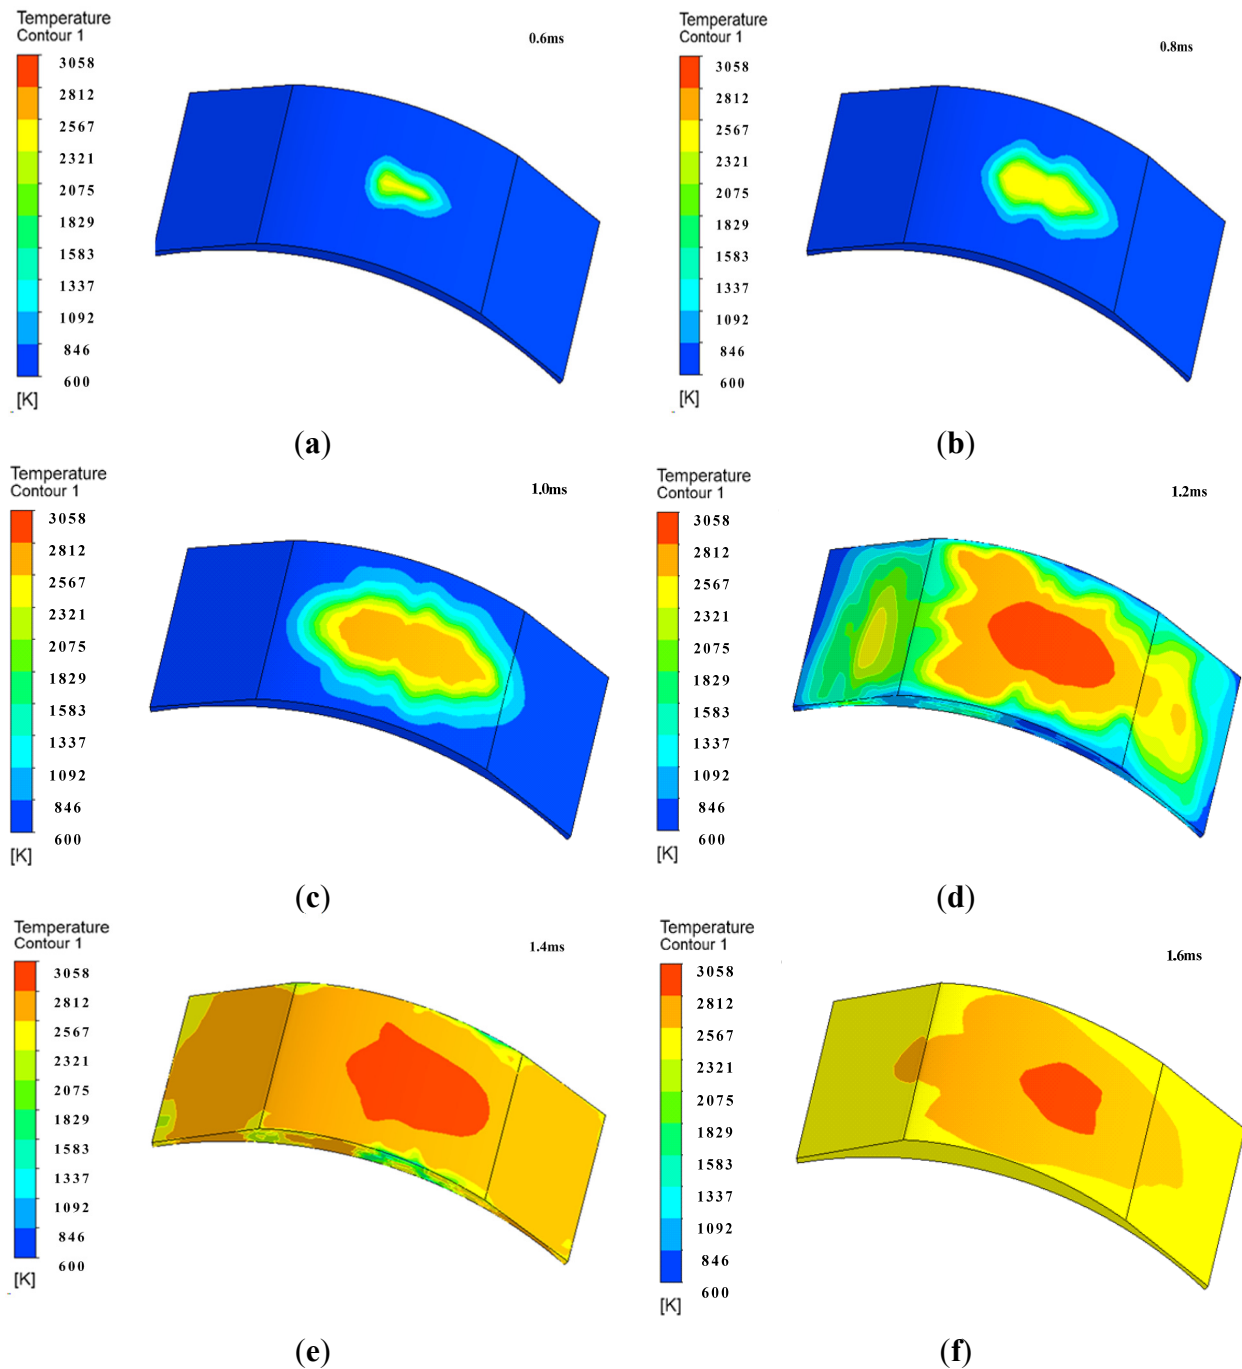 Temperature
Contour 1
0.6ms
3058
2812
2567
2321
2075
1829
1583
1337
1092
846
600
[K]
(a)
Temperature
Contour 1
0.8ms
3058
2812
2567
2321
2075
1829
1583
1337
1092
846
600
[K]
(b)
Temperature
Contour 1
1.0ms
3058
2812
2567
2321
2075
1829
1583
1337
1092
846
600
[K]
(c)
Temperature
Contour 1
1.2ms
3058
2812
2567
2321
2075
1829
1583
1337
1092
846
600
[K]
(d)
Temperature
Contour 1
1.4ms
3058
2812
2567
2321
2075
1829
1583
1337
1092
846
600
[K]
(e)
Temperature
Contour 1
1.6ms
3058
2812
2567
2321
2075
1829
1583
1337
1092
846
600
[K]
(f)